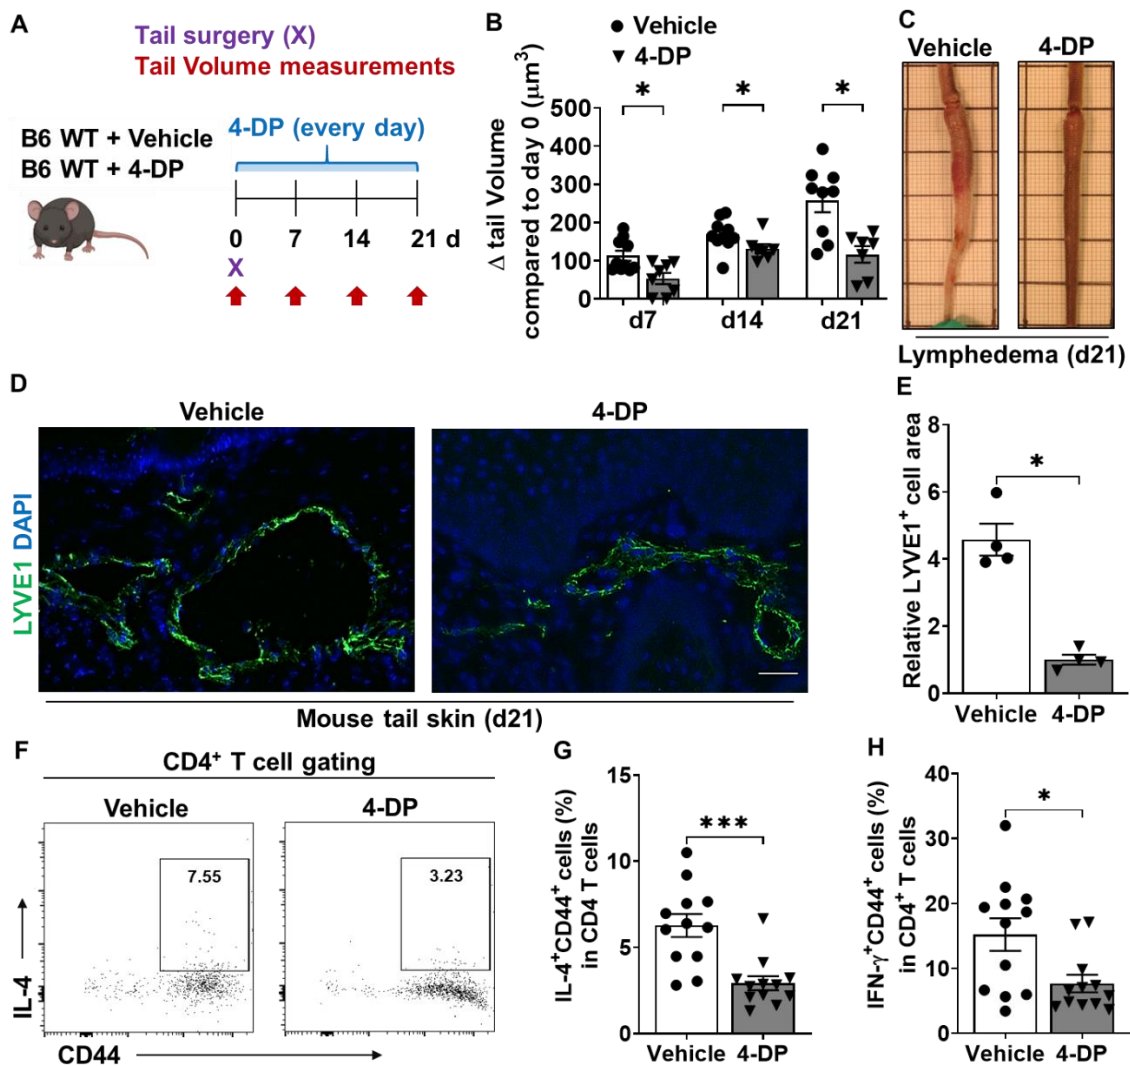 A
Tail surgery (X)
Tail Volume measurements
B6 WT + Vehicle
B6 WT + 4-DP
4-DP (every day)
0 7 14 21 d
X
B
Vehicle
4-DP
Δ tail Volume
compared to day 0 (μm³)
500
400
300
200
100
0
*
*
*
d7 d14 d21
C
Vehicle 4-DP
Lymphedema (d21)
D
Vehicle 4-DP
LYVE1 DAPI
Mouse tail skin (d21)
E
Relative LYVE1⁺ cell area
8
6
4
2
0
*
Vehicle 4-DP
F
CD4⁺ T cell gating
Vehicle 4-DP
7.55 3.23
IL-4
CD44
G
IL-4⁺CD44⁺ cells (%)
in CD4 T cells
15
10
5
0
***
Vehicle 4-DP
H
IFN-γ⁺CD44⁺ cells (%)
in CD4⁺ T cells
40
30
20
10
0
*
Vehicle 4-DP